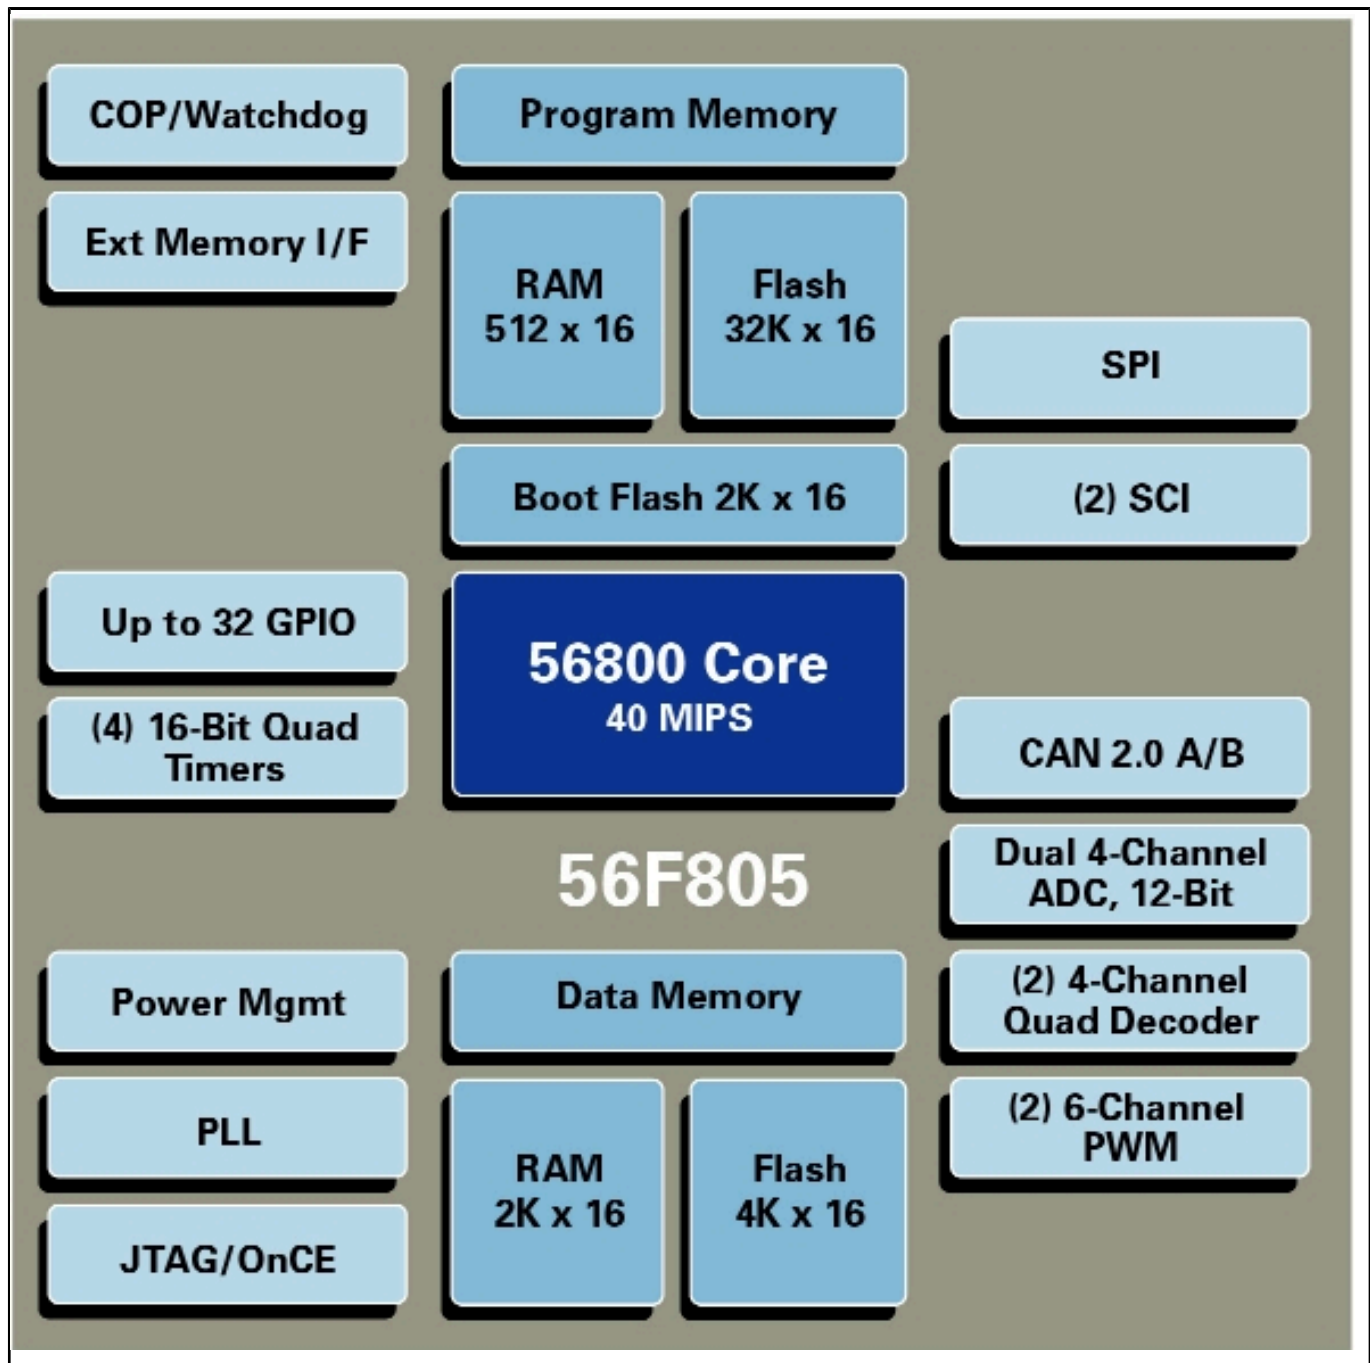 COP/Watchdog
Ext Memory I/F
Up to 32 GPIO
(4) 16-Bit Quad
Timers
Power Mgmt
PLL
JTAG/OnCE
Program Memory
RAM
512 x 16
Flash
32K x 16
Boot Flash 2K x 16
56800 Core
40 MIPS
56F805
Data Memory
RAM
2K x 16
Flash
4K x 16
SPI
(2) SCI
CAN 2.0 A/B
Dual 4-Channel
ADC, 12-Bit
(2) 4-Channel
Quad Decoder
(2) 6-Channel
PWM